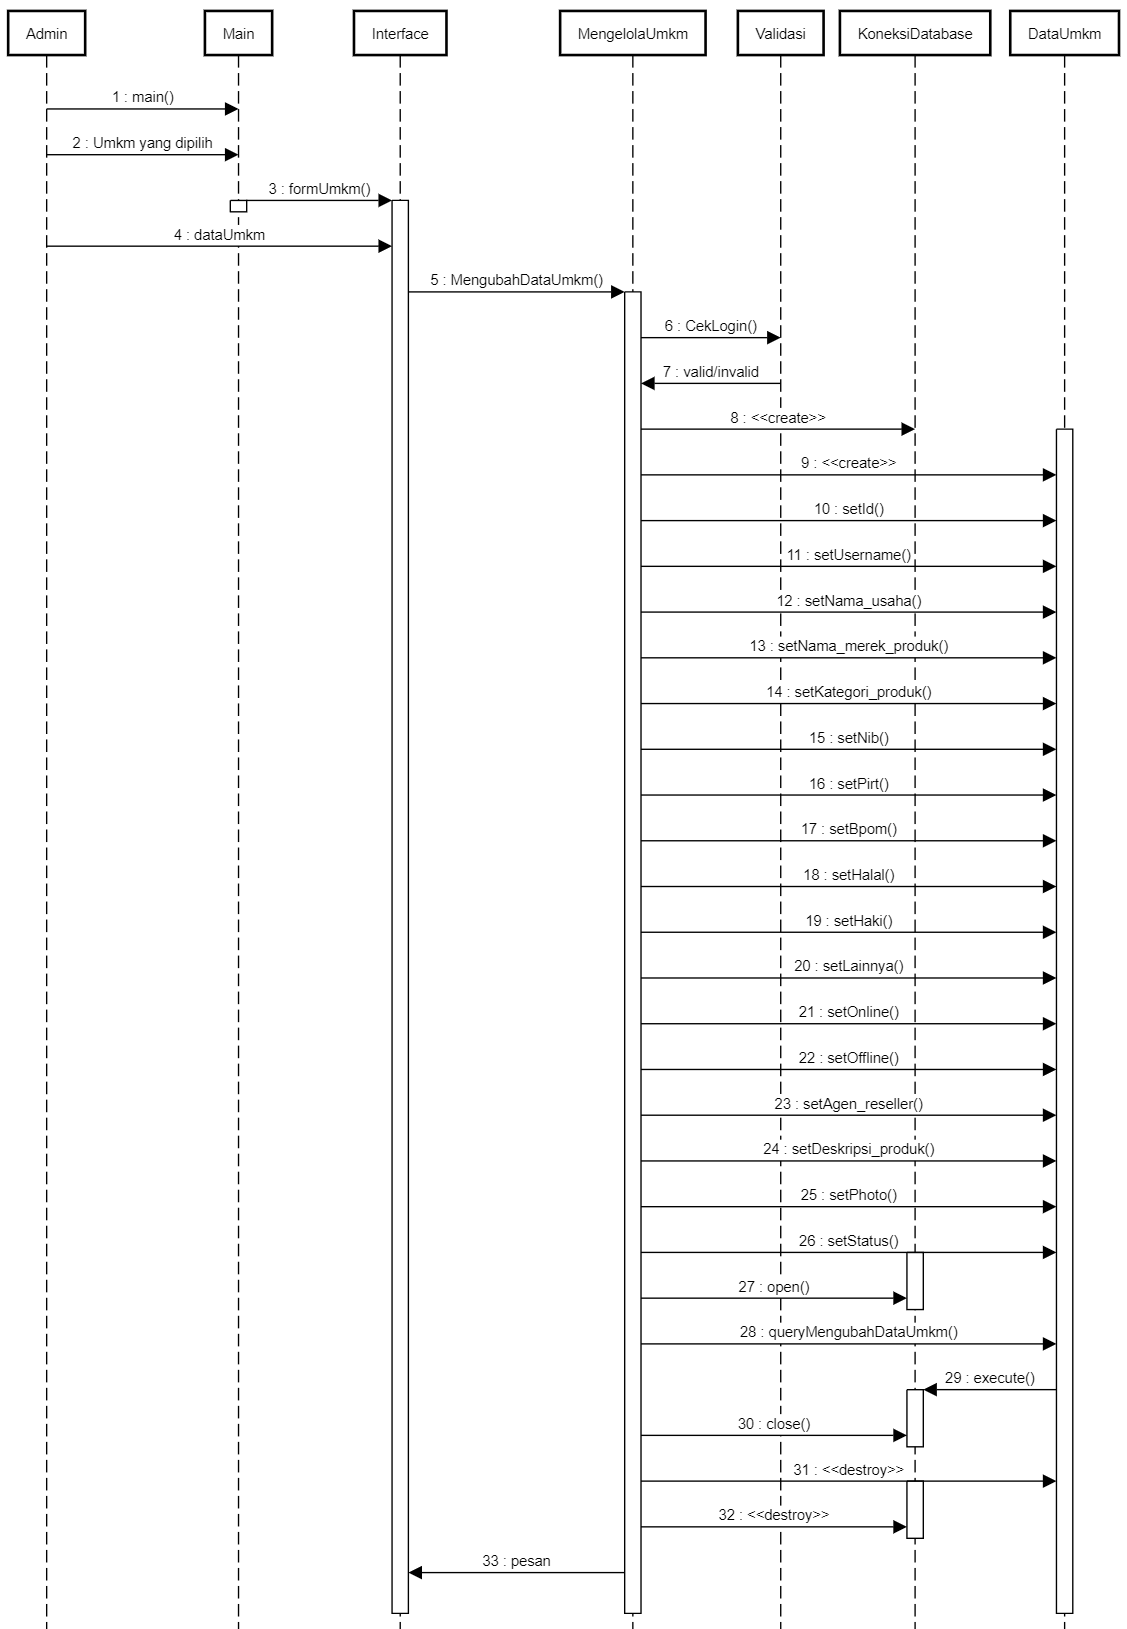 Admin
Main
Interface
MengelolaUmkm
Validasi
KoneksiDatabase
DataUmkm
1 : main()
2 : Umkm yang dipilih
3 : formUmkm()
4 : dataUmkm
5 : MengubahDataUmkm()
6 : CekLogin()
7 : valid/invalid
8 : <<create>>
9 : <<create>>
10 : setId()
11 : setUsername()
12 : setNama_usaha()
13 : setNama_merek_produk()
14 : setKategori_produk()
15 : setNib()
16 : setPirt()
17 : setBpom()
18 : setHalal()
19 : setHaki()
20 : setLainnya()
21 : setOnline()
22 : setOffline()
23 : setAgen_reseller()
24 : setDeskripsi_produk()
25 : setPhoto()
26 : setStatus()
27 : open()
28 : queryMengubahDataUmkm()
29 : execute()
30 : close()
31 : <<destroy>>
32 : <<destroy>>
33 : pesan